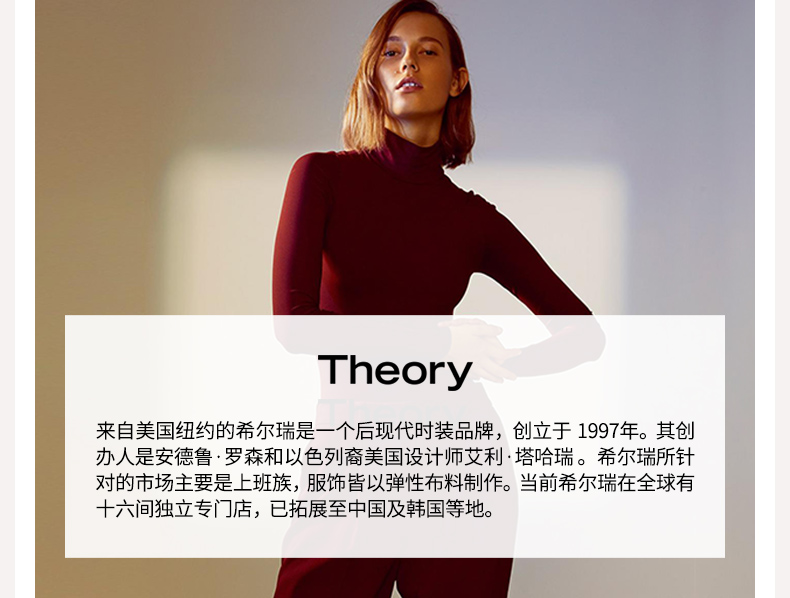 Theory
来自美国纽约的希尔瑞是一个后现代时装品牌，创立于 1997年。其创
办人是安德鲁·罗森和以色列裔美国设计师艾利·塔哈瑞。希尔瑞所针
对的市场主要是上班族，服饰皆以弹性布料制作。当前希尔瑞在全球有
十六间独立专门店，已拓展至中国及韩国等地。